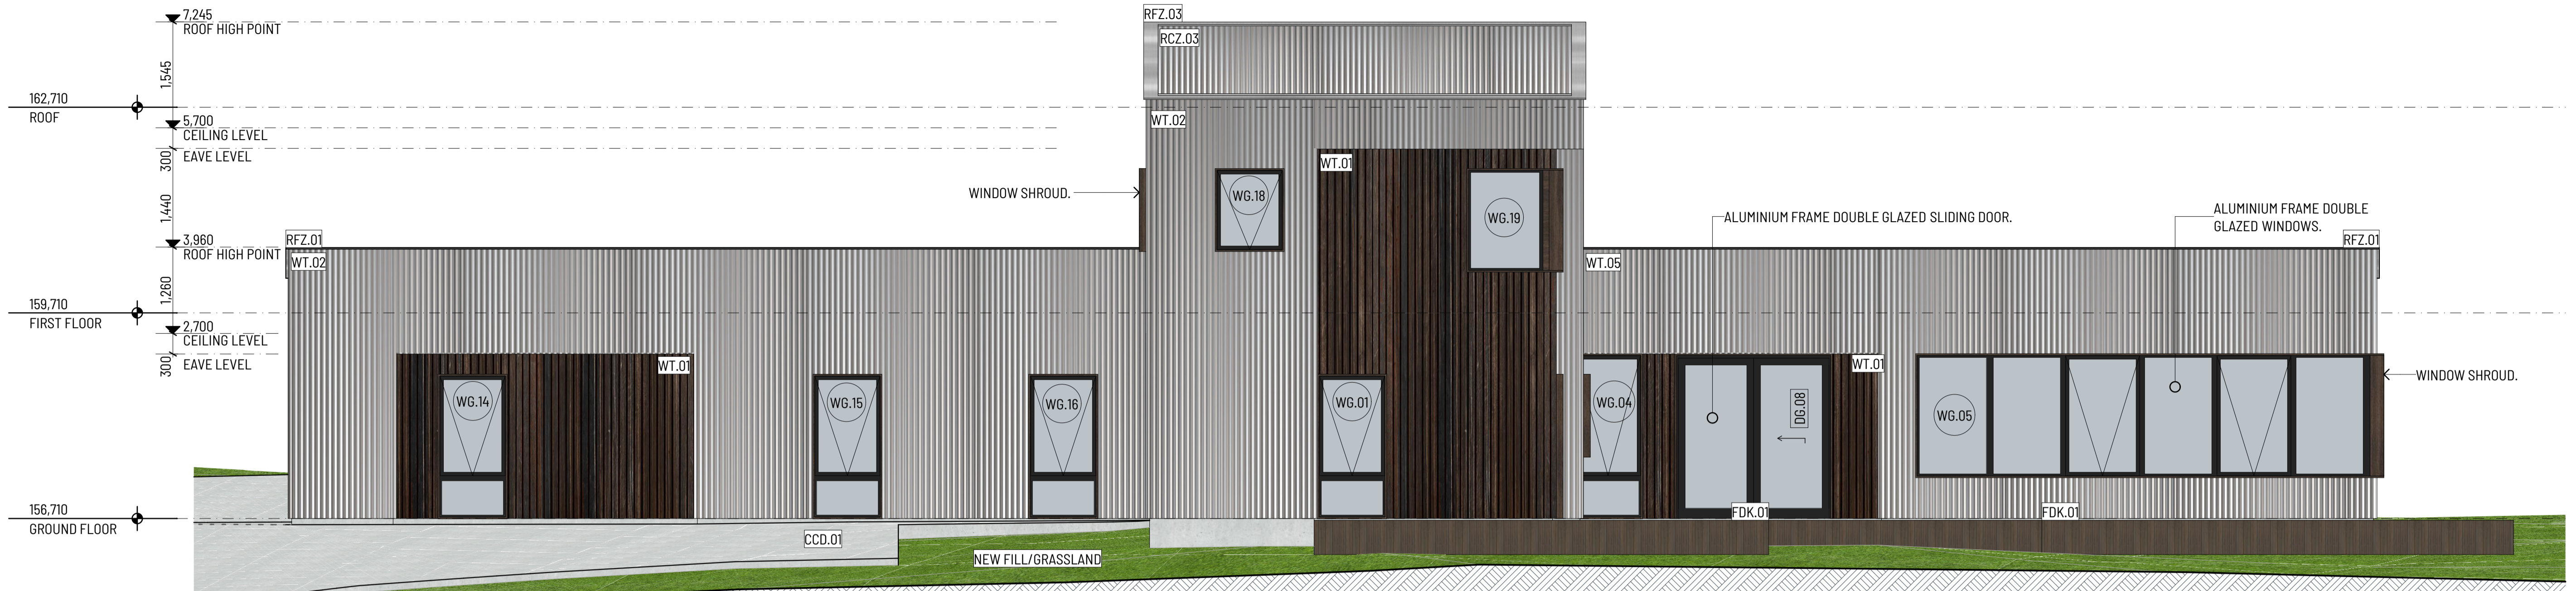 7,245
ROOF HIGH POINT
1,545
162,710
ROOF
5,700
CEILING LEVEL
300
EAVE LEVEL
1,440
3,960
ROOF HIGH POINT
1,260
159,710
FIRST FLOOR
2,700
CEILING LEVEL
300
EAVE LEVEL
156,710
GROUND FLOOR
RFZ.01
WT.02
WT.01
WG.14
WG.15
WG.16
CCD.01
NEW FILL/GRASSLAND
WINDOW SHROUD.
RFZ.03
RCZ.03
WT.02
WT.01
WG.18
WG.19
WG.01
WT.05
WG.04
ALUMINIUM FRAME DOUBLE GLAZED SLIDING DOOR.
DG.08
WT.01
FDK.01
FDK.01
ALUMINIUM FRAME DOUBLE
GLAZED WINDOWS.
RFZ.01
WG.05
WINDOW SHROUD.